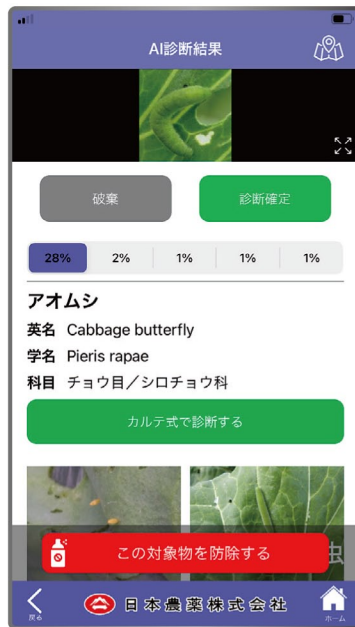 AI診断結果
破棄
診断確定
28% 2% 1% 1% 1%
アオムシ
英名 Cabbage butterfly
学名 Pieris rapae
科目 チョウ目/シロチョウ科
カルテ式で診断する
虫
この対象物を防除する
戻る
日本農薬株式会社
ホーム